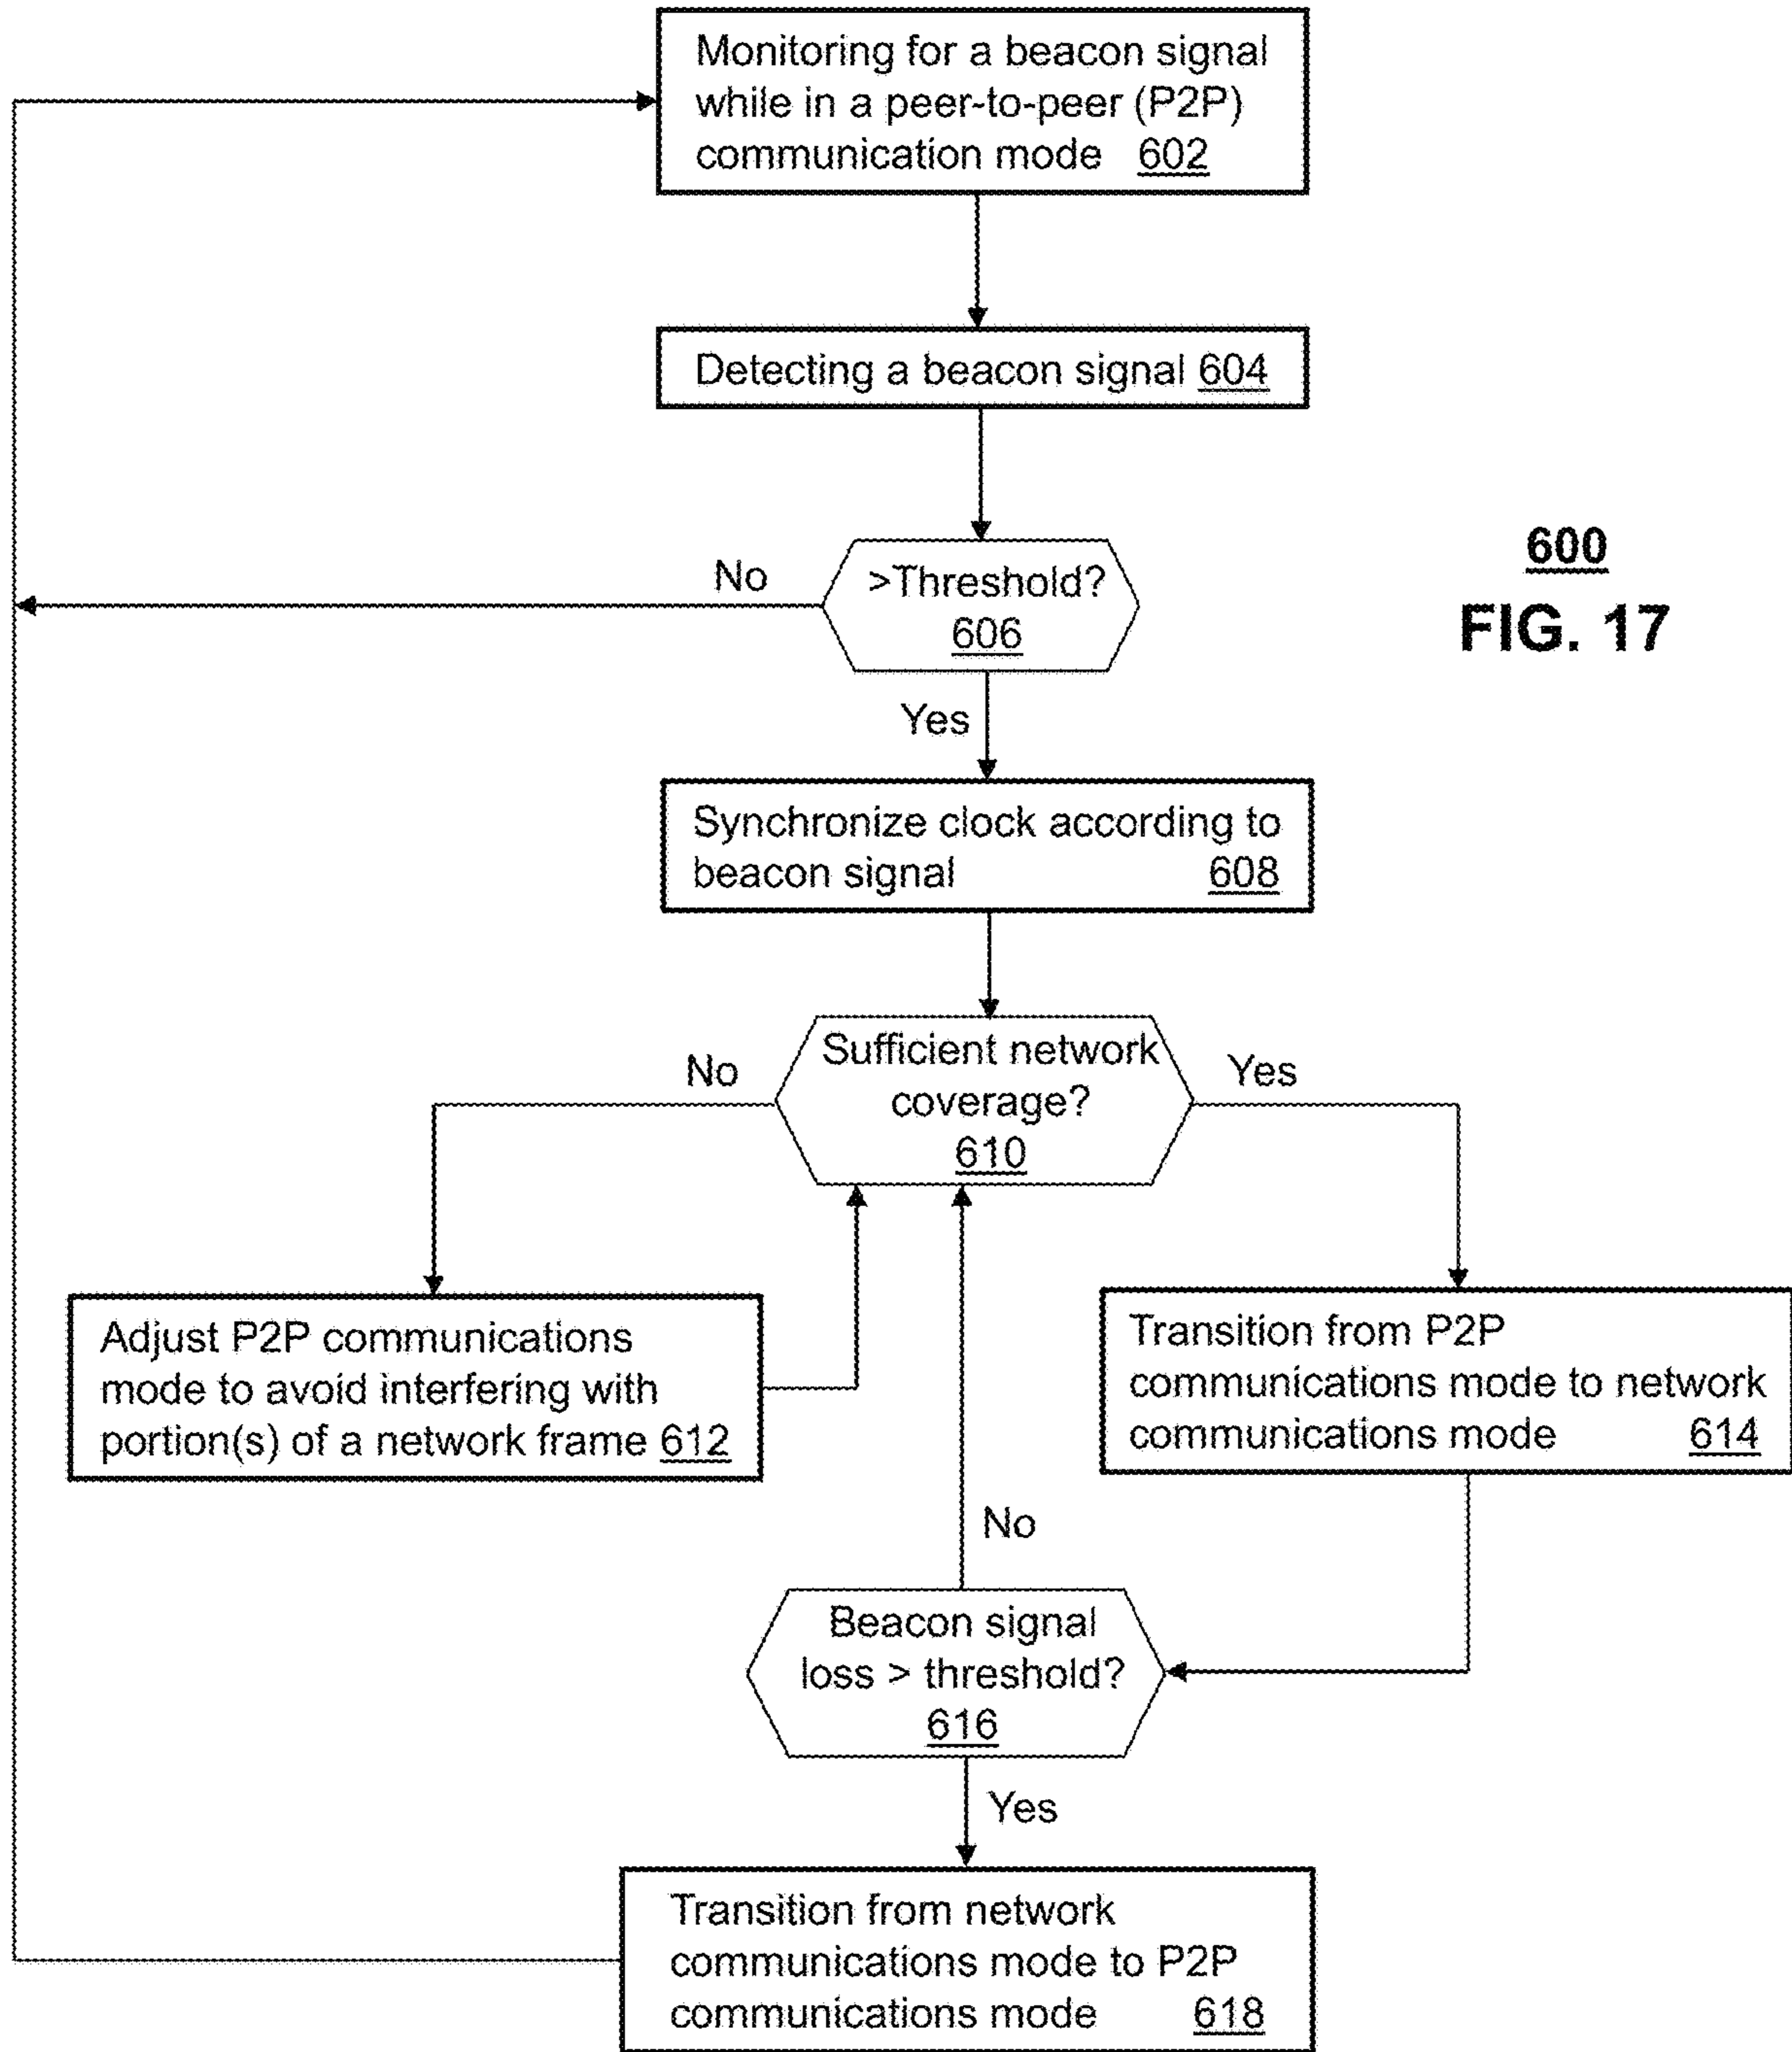 Monitoring for a beacon signal
while in a peer-to-peer (P2P)
communication mode 602
Detecting a beacon signal 604
600
FIG. 17
No
>Threshold?
606
Yes
Synchronize clock according to
beacon signal 608
No
Sufficient network
coverage?
610
Yes
Adjust P2P communications
mode to avoid interfering with
portion(s) of a network frame 612
Transition from P2P
communications mode to network
communications mode 614
No
Beacon signal
loss > threshold?
616
Yes
Transition from network
communications mode to P2P
communications mode 618